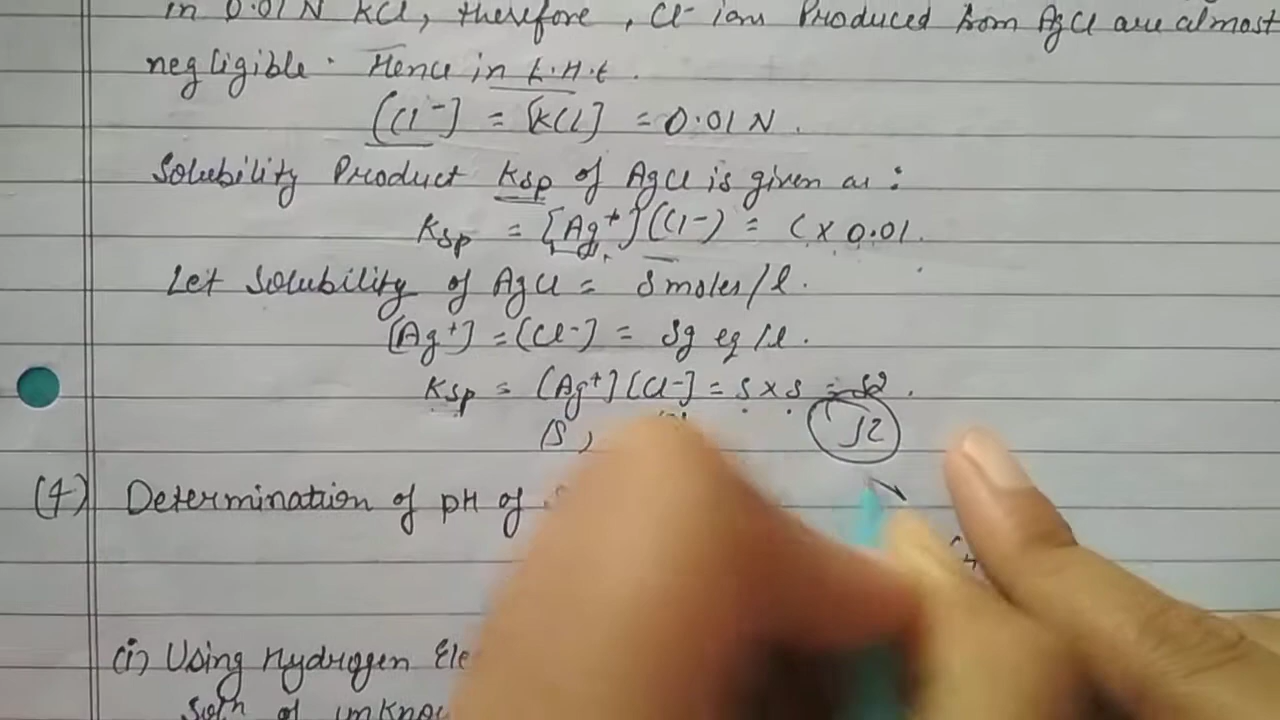 in 0.01 N KCl, therefore, Cl- ions Produced from AgCl are almost
negligible. Hence in L.H.E.
[Cl-] = [KCl] = 0.01 N.
Solubility Product Ksp of AgCl is given as:
Ksp = [Ag+](Cl-) = C x 0.01.
Let Solubility of AgCl = S moles/l.
[Ag+] = (Cl-] = Sg eq/l.
Ksp = (Ag+][Cl-] = S x S = S2.
(S)
S2
(4) Determination of pH of
(i) Using Hydrogen
Soln of